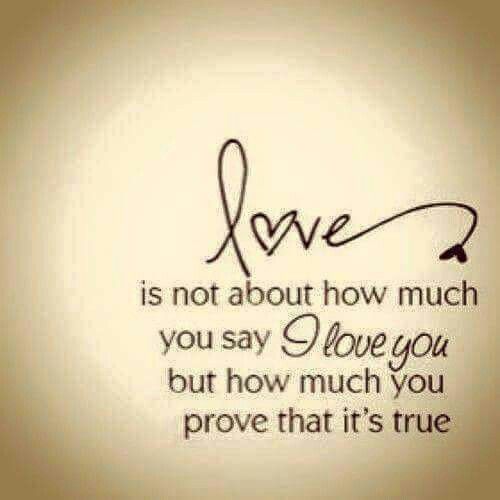 love
is not about how much
you say I love you
but how much you
prove that it's true